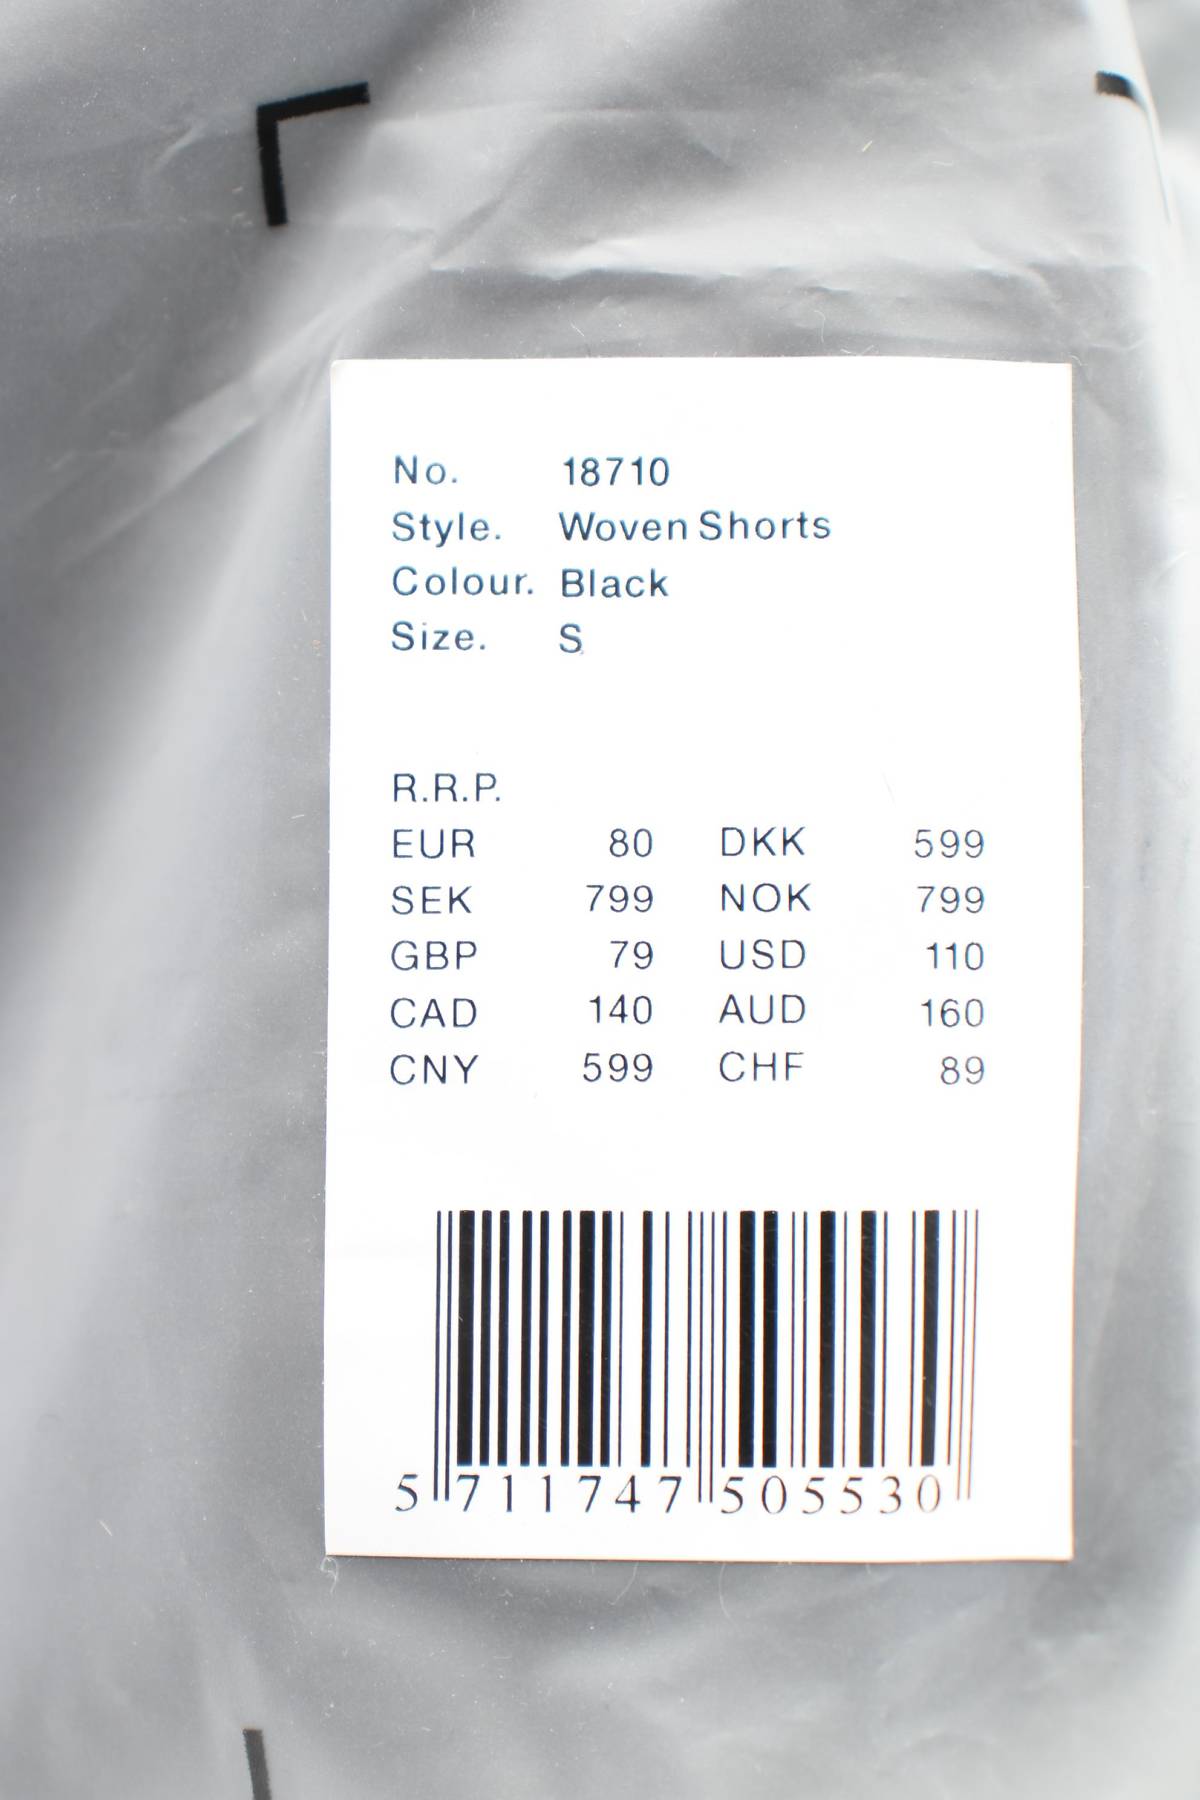 No. 18710
Style. Woven Shorts
Colour. Black
Size. S
R.R.P.
EUR 80 DKK 599
SEK 799 NOK 799
GBP 79 USD 110
CAD 140 AUD 160
CNY 599 CHF 89
5 711747 505530